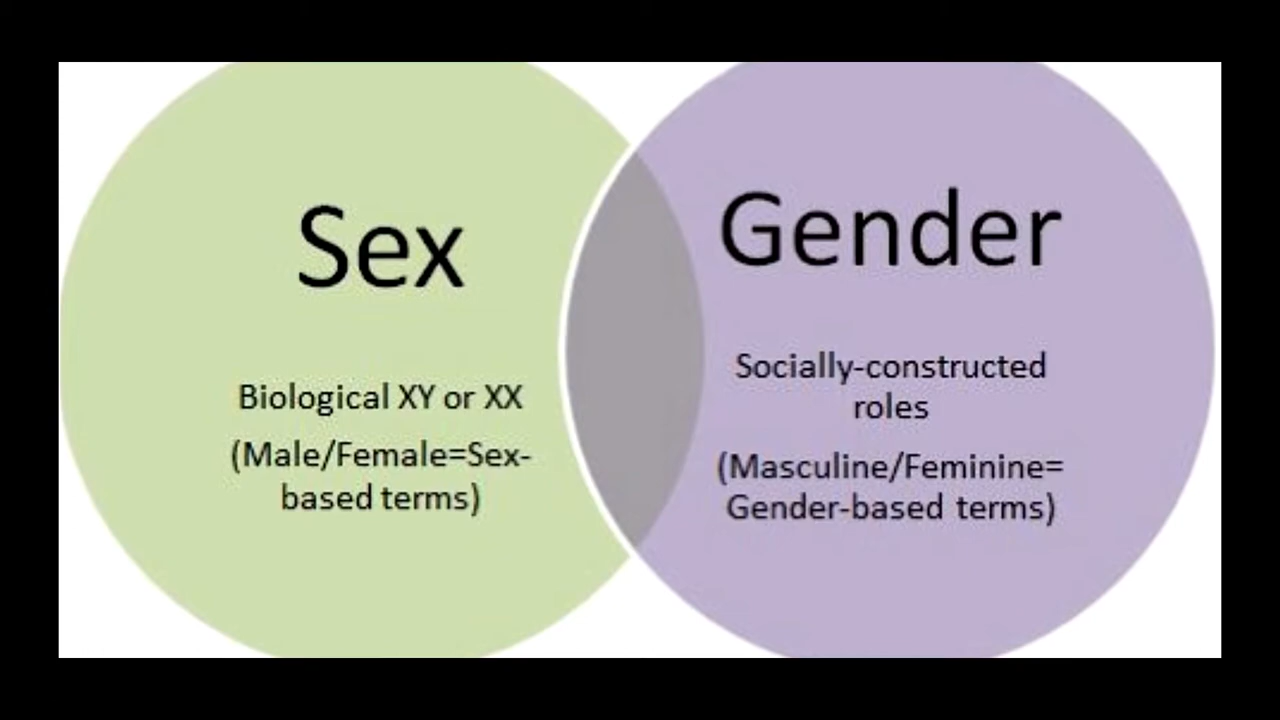 Sex
Biological XY or XX
(Male/Female=Sex-
based terms)
Gender
Socially-constructed
roles
(Masculine/Feminine=
Gender-based terms)